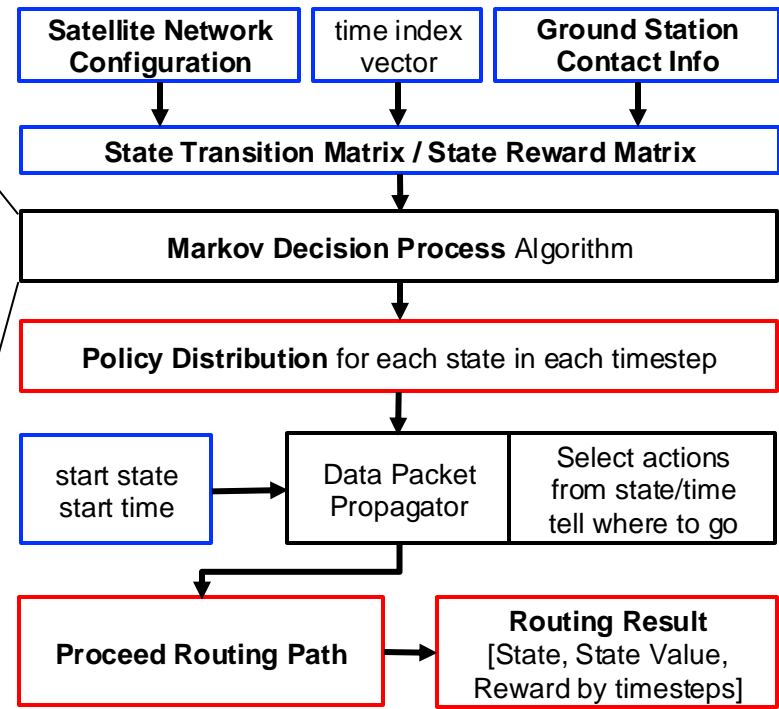 Satellite Network
Configuration
time index
vector
Ground Station
Contact Info
State Transition Matrix / State Reward Matrix
Markov Decision Process Algorithm
Policy Distribution for each state in each timestep
start state
start time
Data Packet
Propagator
Select actions
from state/time
tell where to go
Proceed Routing Path
Routing Result
[State, State Value,
Reward by timesteps]